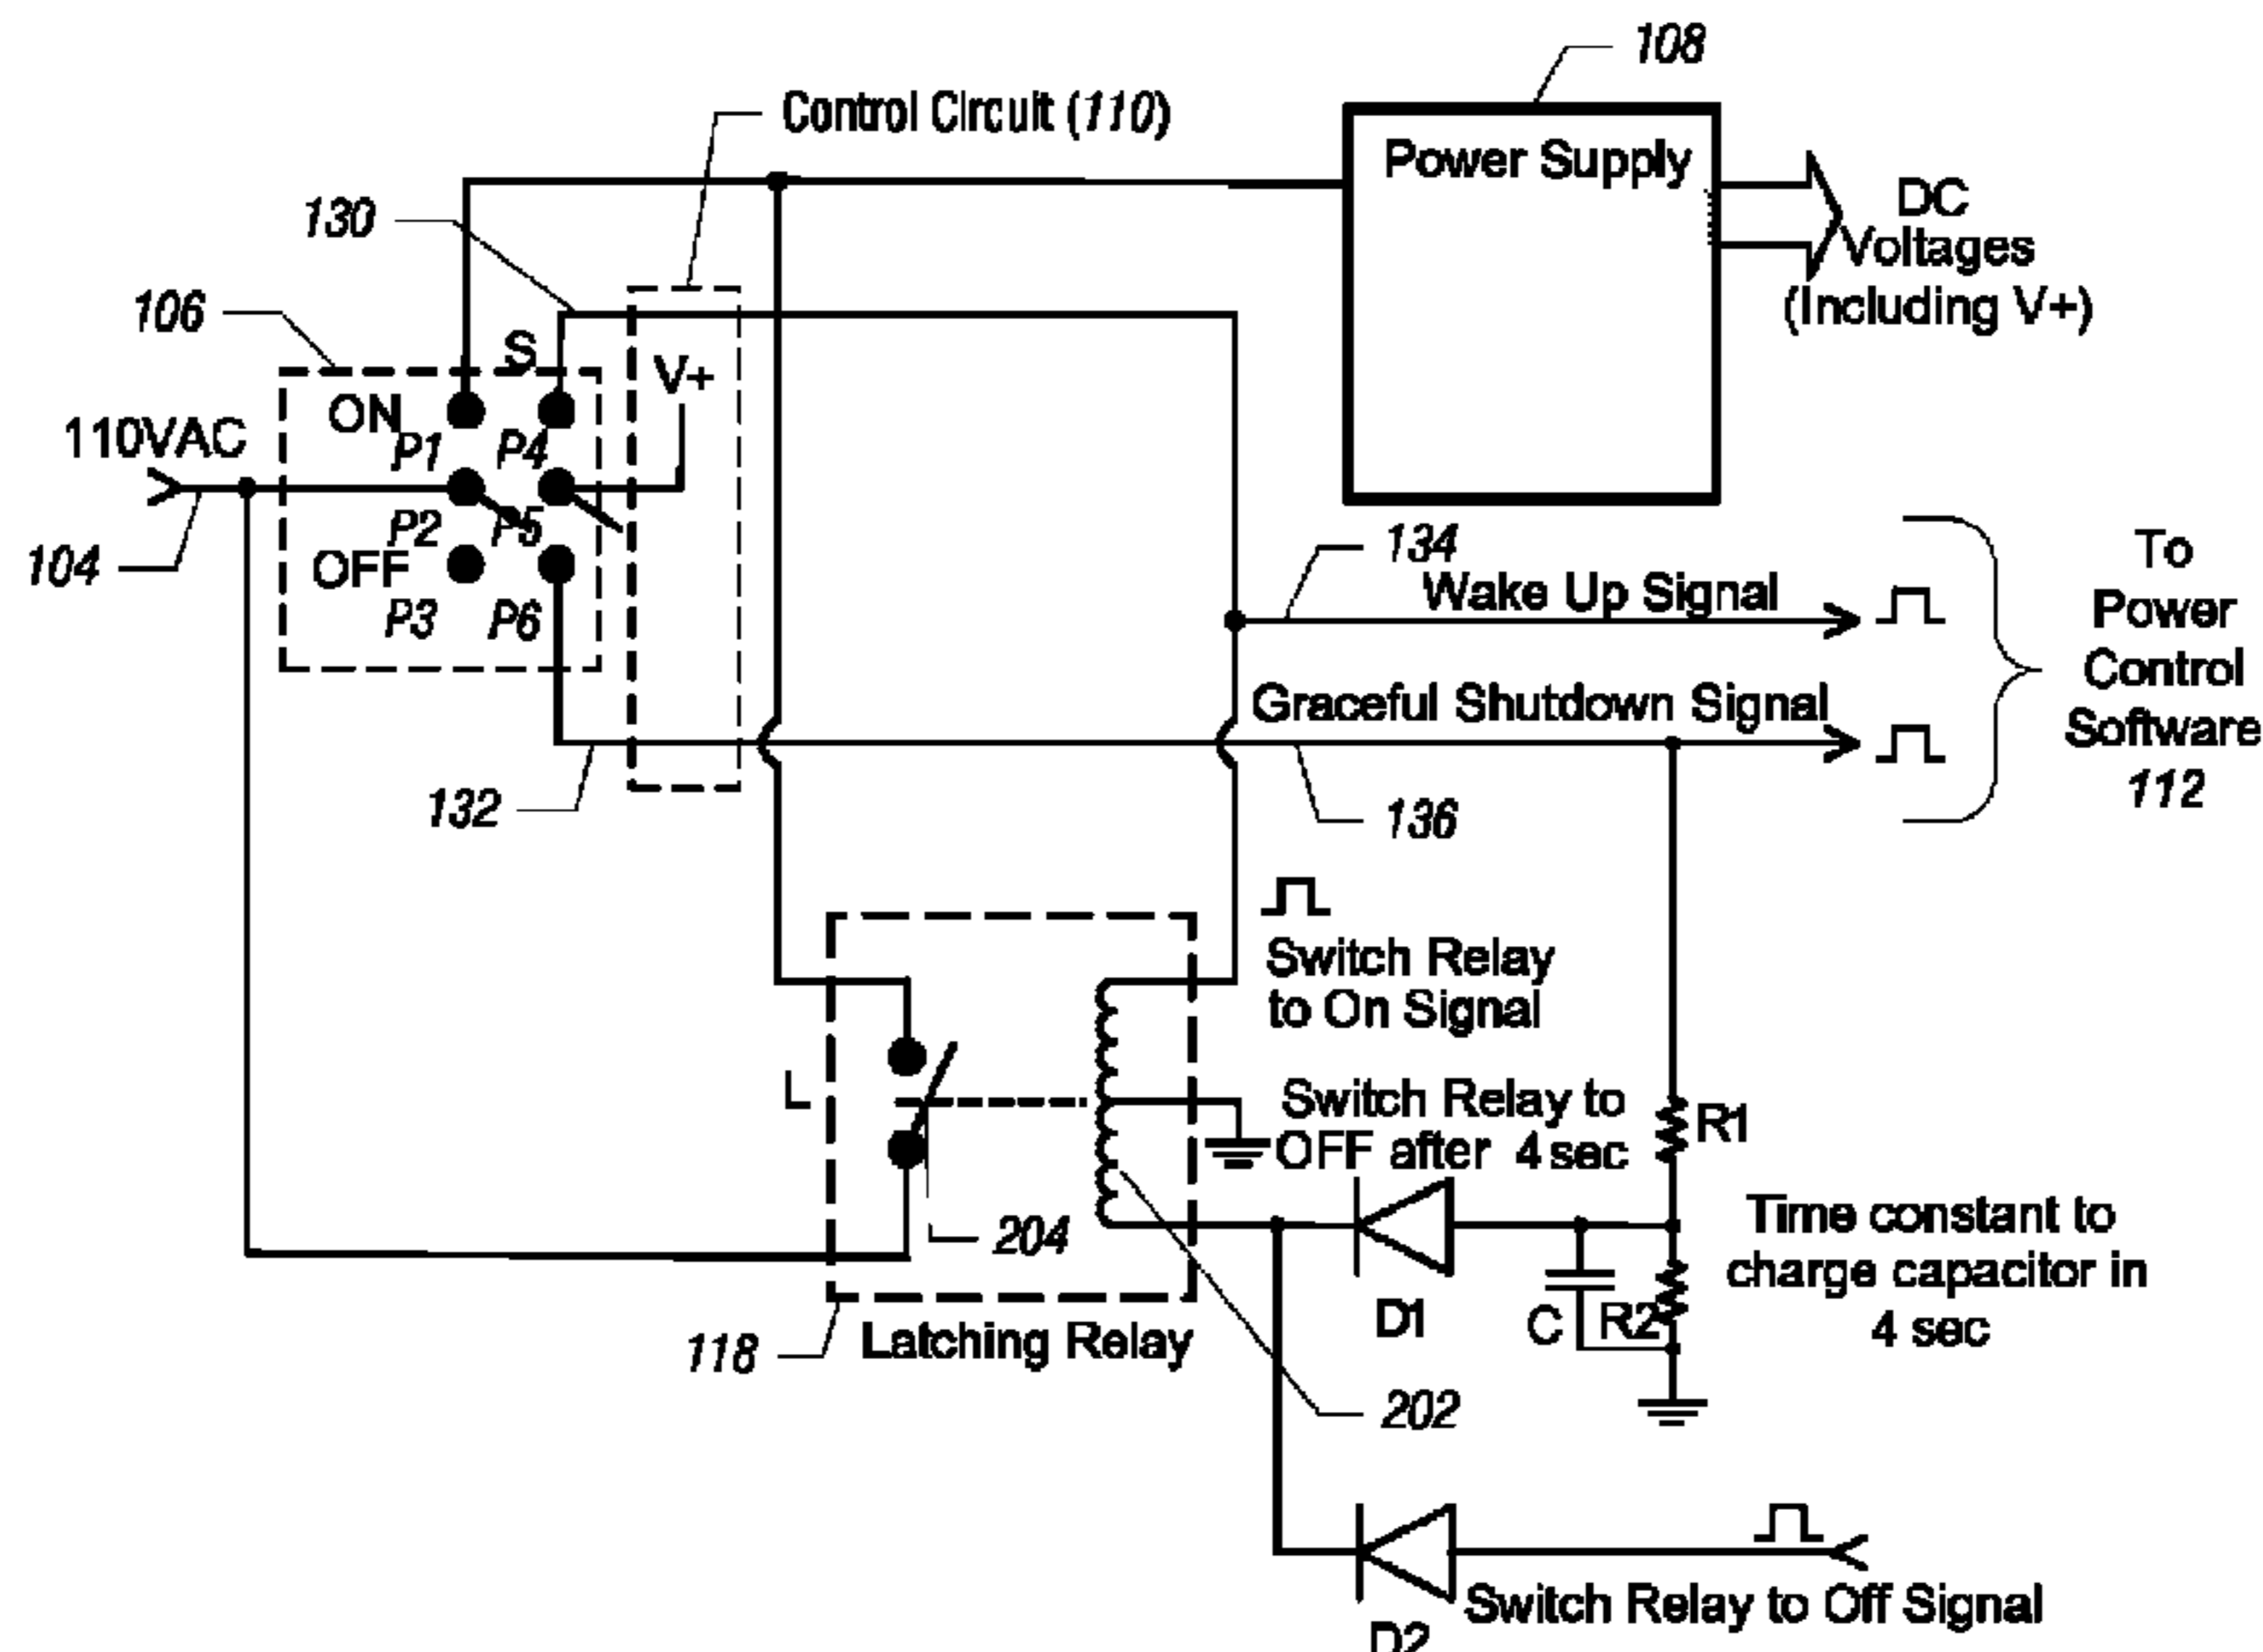 108
Control Circuit (110)
Power Supply
DC
Voltages
(Including V+)
130
106
S
V+
ON
110VAC
P1
P4
P2
P5
104
OFF
P3
P6
134
Wake Up Signal
Graceful Shutdown Signal
To
Power
Control
Software
112
132
136
Switch Relay
to On Signal
L
Switch Relay to
OFF after 4 sec
R1
204
Time constant to
charge capacitor in
4 sec
D1
C
R2
118
Latching Relay
202
Switch Relay to Off Signal
D2